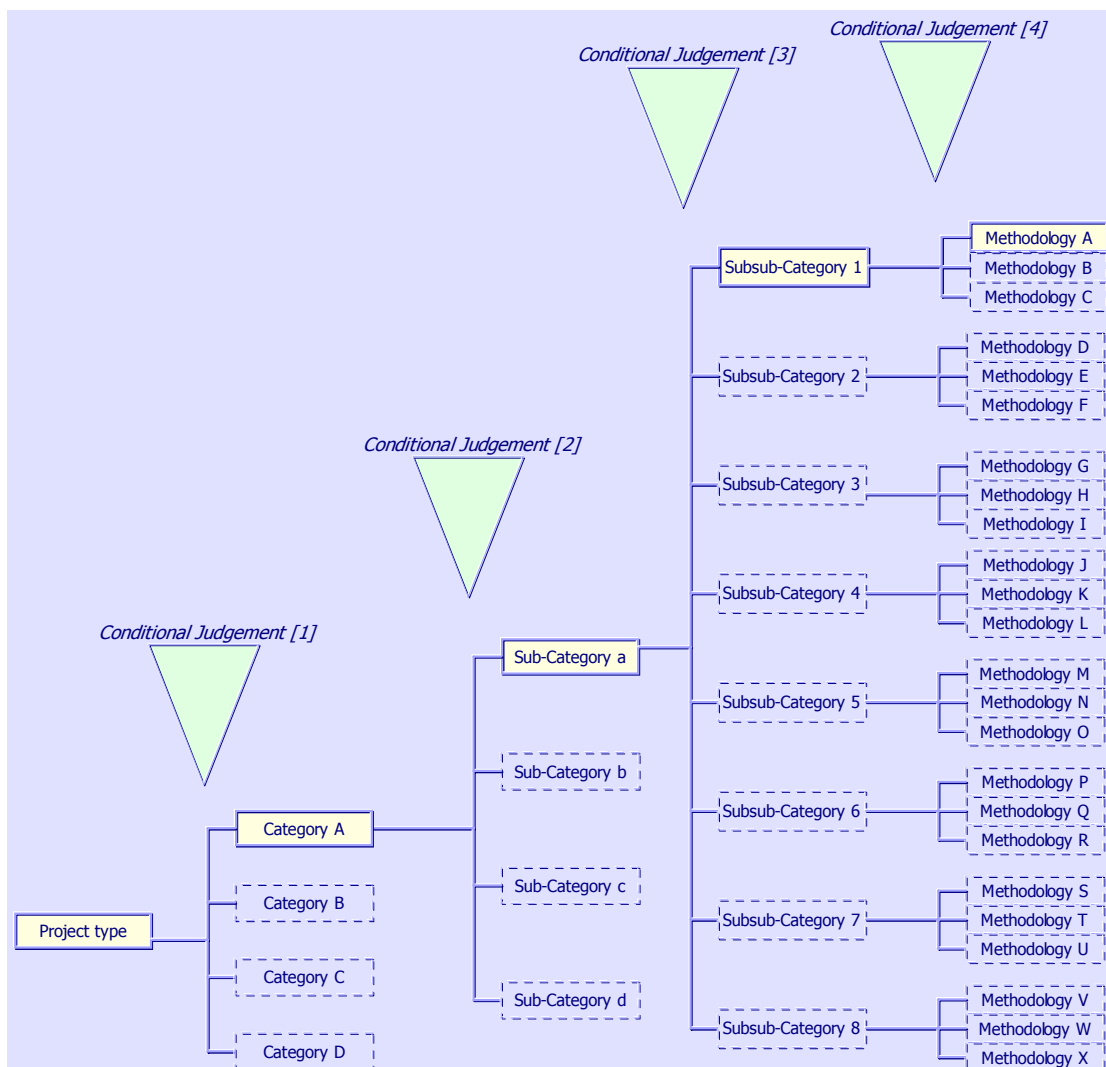 Conditional Judgement [4]
Conditional Judgement [3]
Conditional Judgement [2]
Conditional Judgement [1]
Project type
Category A
Category B
Category C
Category D
Sub-Category a
Sub-Category b
Sub-Category c
Sub-Category d
Subsub-Category 1
Subsub-Category 2
Subsub-Category 3
Subsub-Category 4
Subsub-Category 5
Subsub-Category 6
Subsub-Category 7
Subsub-Category 8
Methodology A
Methodology B
Methodology C
Methodology D
Methodology E
Methodology F
Methodology G
Methodology H
Methodology I
Methodology J
Methodology K
Methodology L
Methodology M
Methodology N
Methodology O
Methodology P
Methodology Q
Methodology R
Methodology S
Methodology T
Methodology U
Methodology V
Methodology W
Methodology X